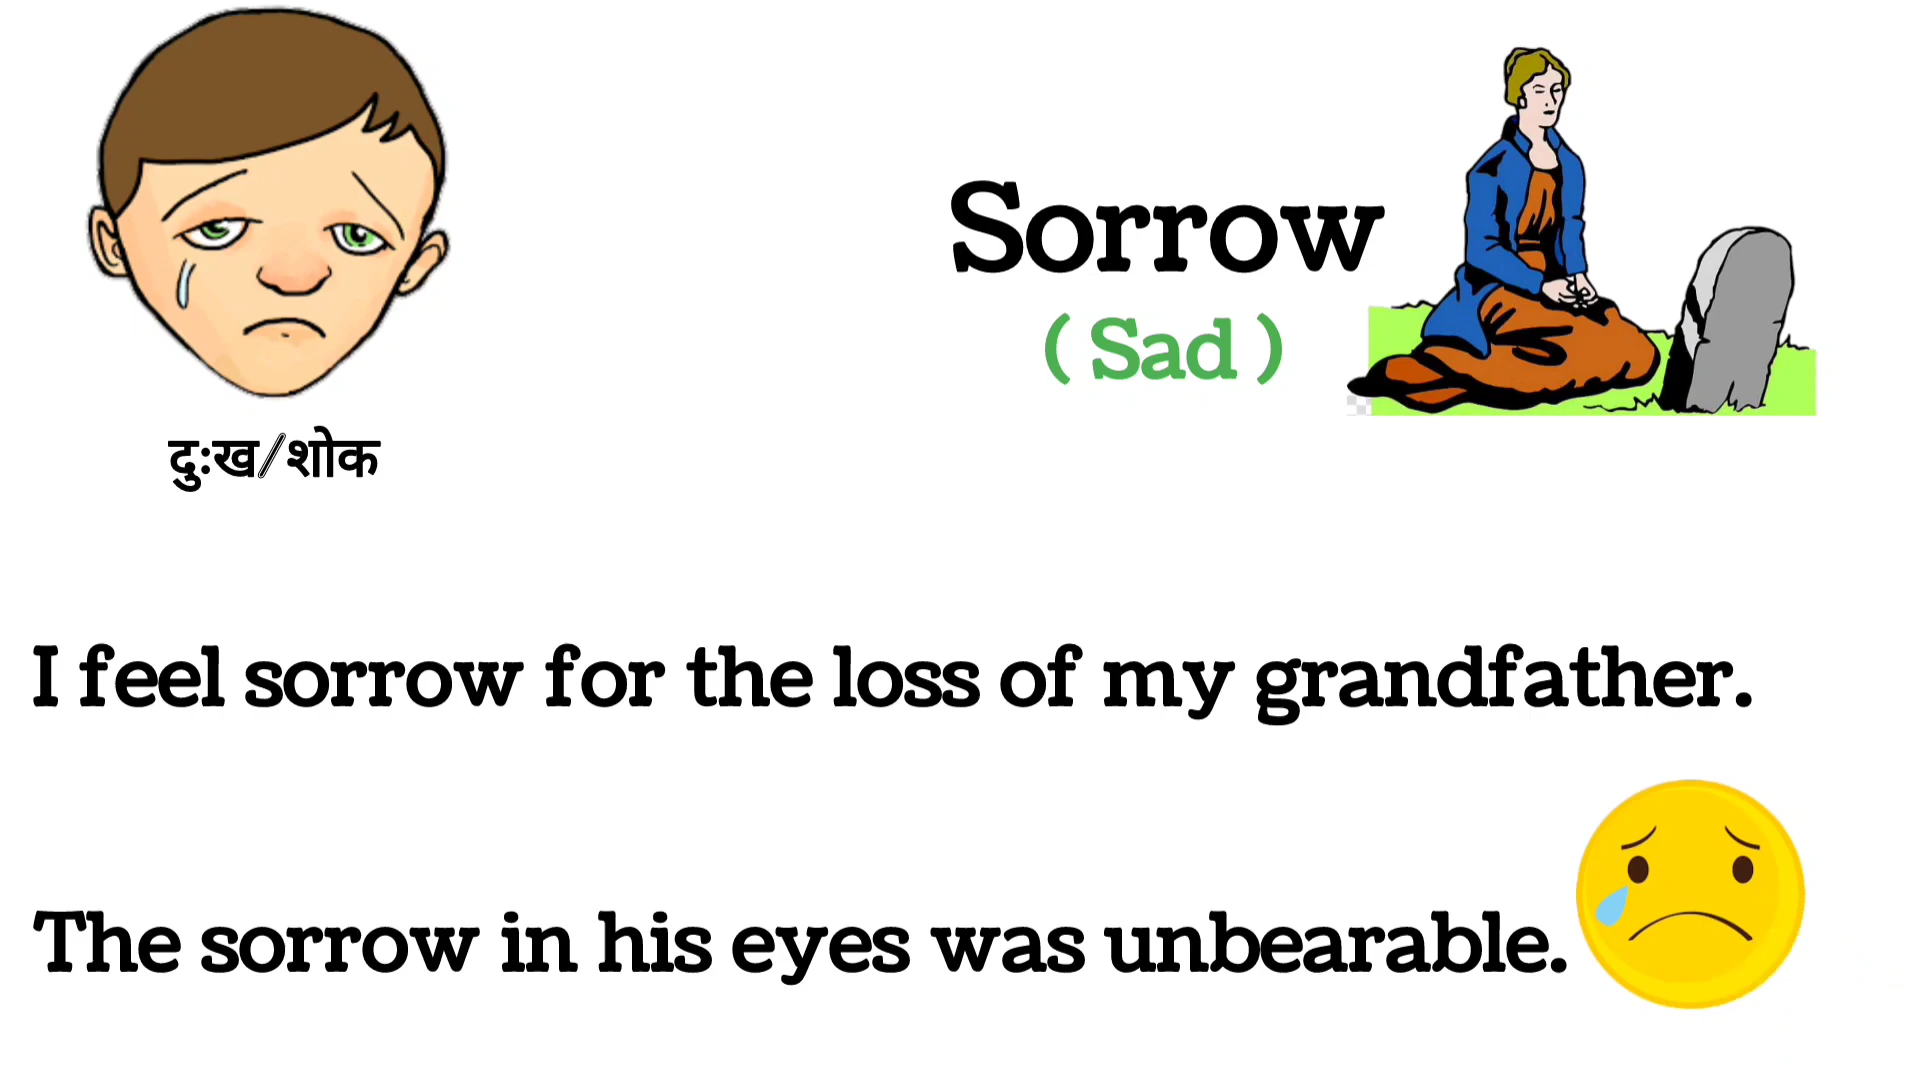 Sorrow
( Sad )
दुःख/शोक
I feel sorrow for the loss of my grandfather.
The sorrow in his eyes was unbearable.